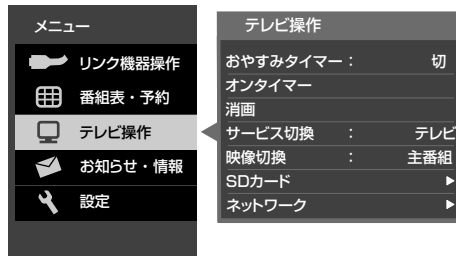 メニュー
リンク機器操作
番組表・予約
テレビ操作
お知らせ・情報
設定
テレビ操作
おやすみタイマー： 切
オンタイマー
消画
サービス切換 ： テレビ
映像切換 ： 主番組
SDカード
ネットワーク